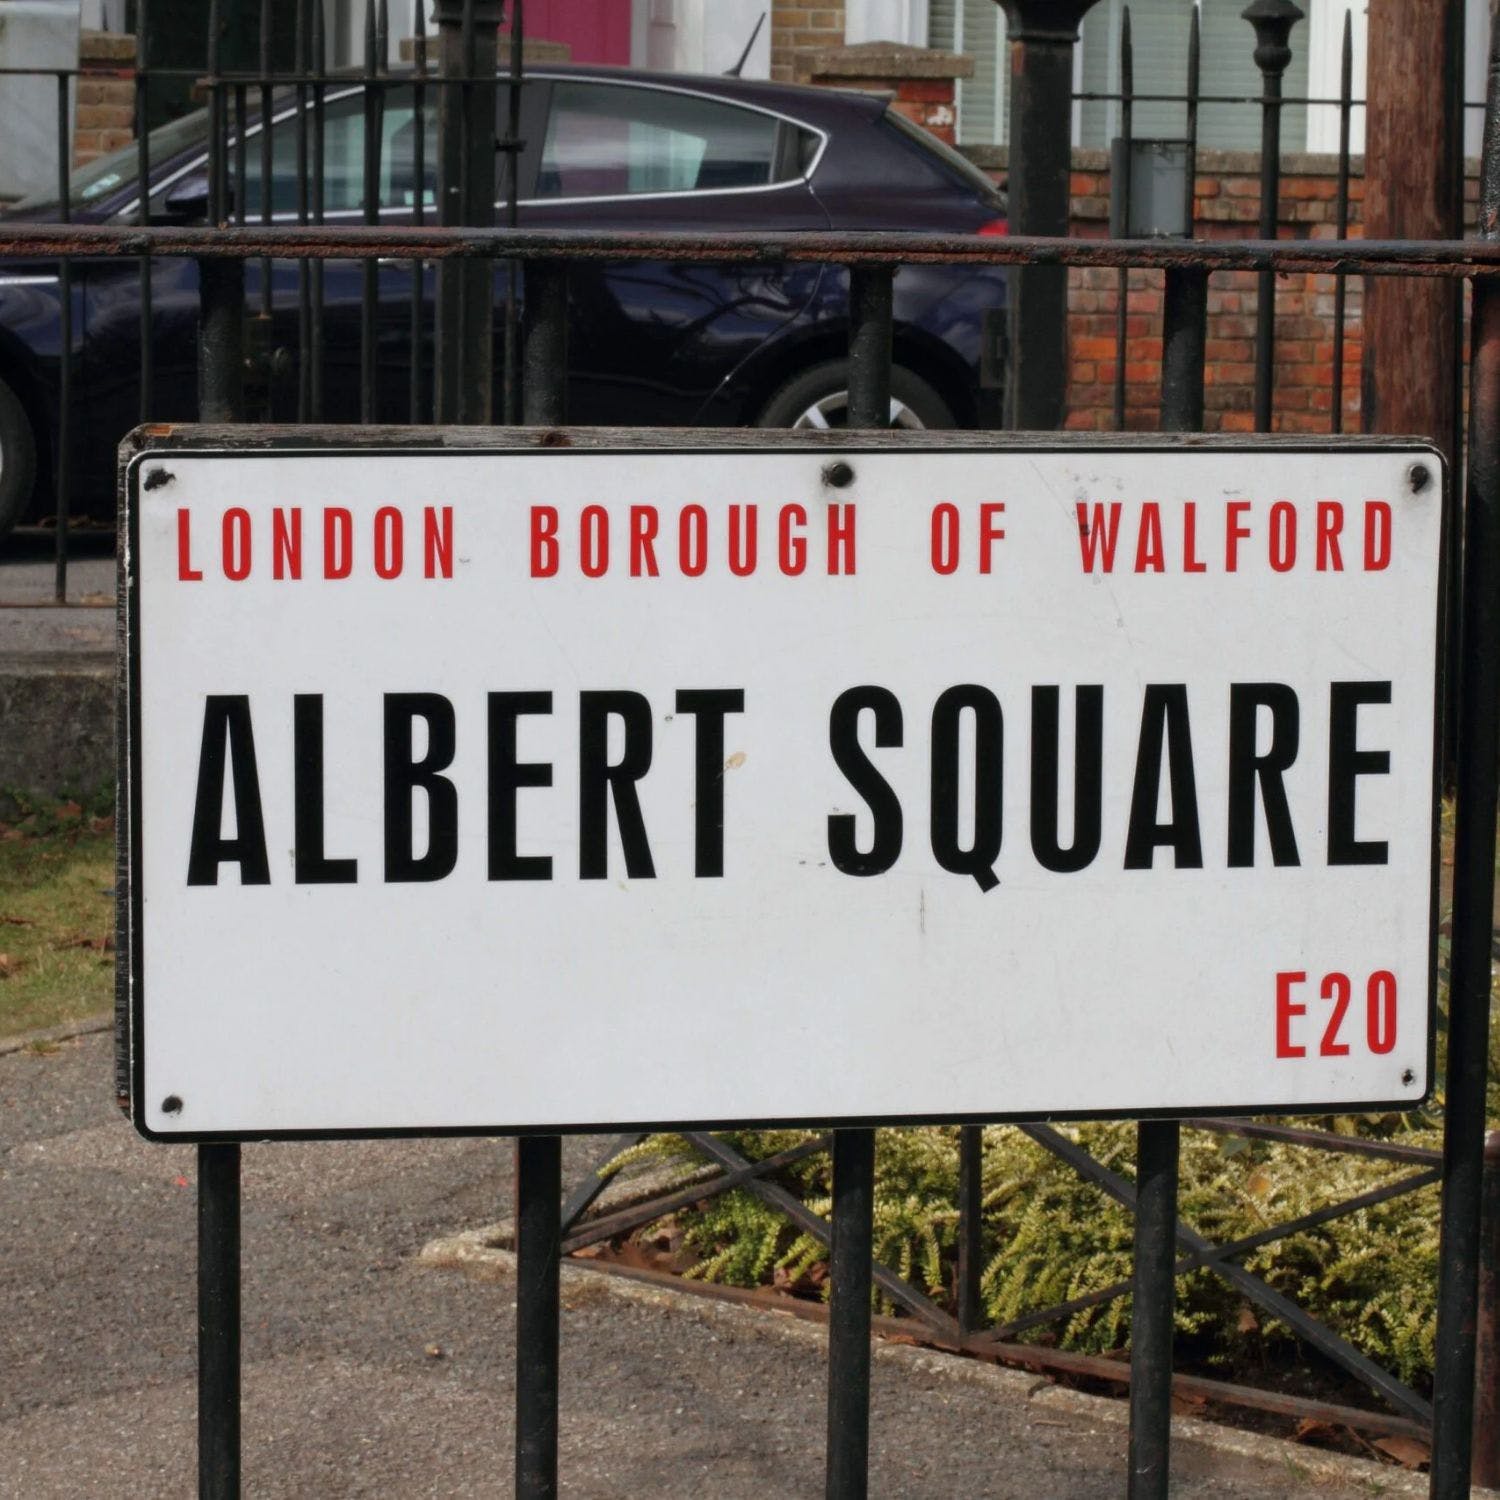 LONDON BOROUGH OF WALFORD
ALBERT SQUARE
E20